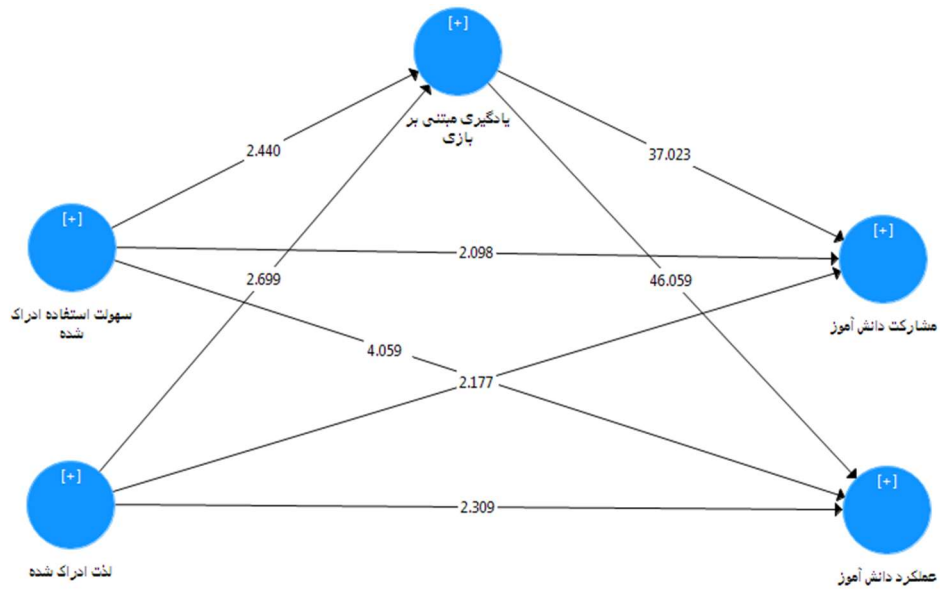 [+]
یادگیری مبتنی بر
بازی
2.440
37.023
[+]
سهولت استفاده ادراک
شده
2.098
[+]
مشارکت دانش آموز
2.699
46.059
4.059
2.177
[+]
لذت ادراک شده
2.309
[+]
عملکرد دانش آموز